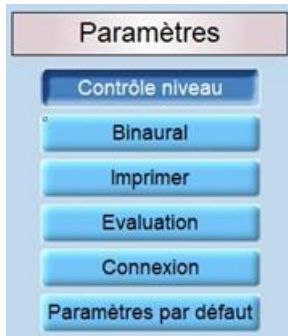 Paramètres
Contrôle niveau
Binaural
Imprimer
Evaluation
Connexion
Paramètres par défaut